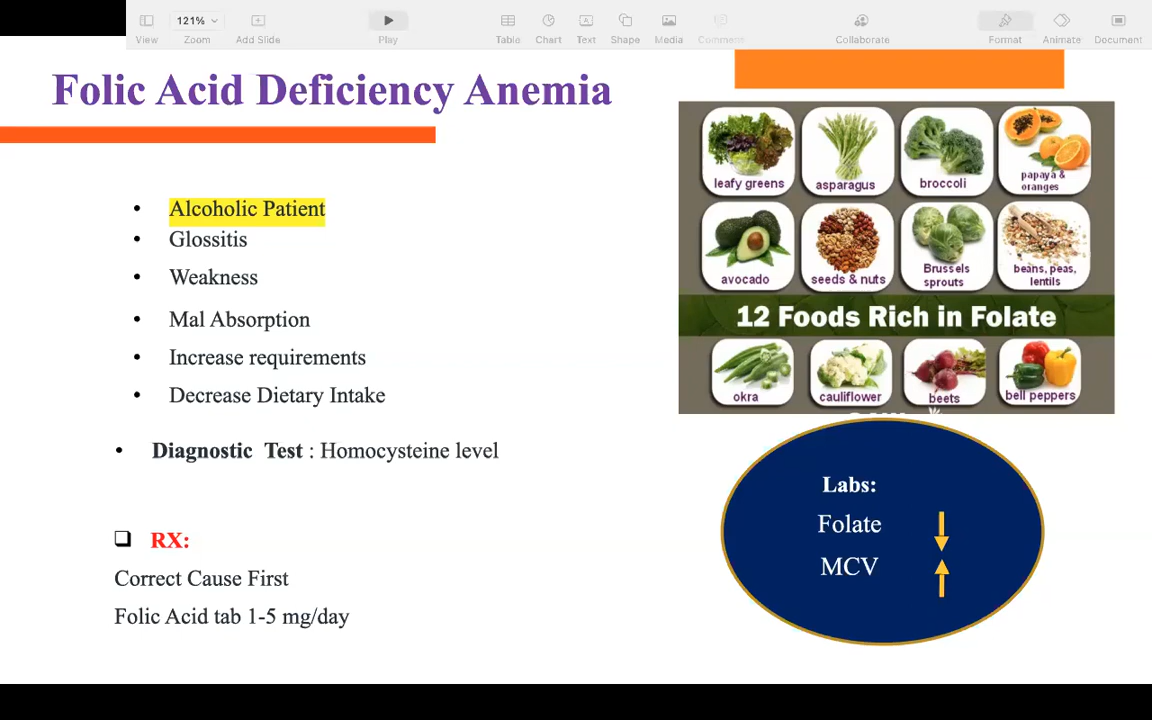 121%
View
Zoom
Add Slide
Play
Table
Chart
Text
Shape
Media
Comment
Collaborate
Format
Animate
Document
Folic Acid Deficiency Anemia
• Alcoholic Patient
• Glossitis
• Weakness
• Mal Absorption
• Increase requirements
• Decrease Dietary Intake
• Diagnostic Test : Homocysteine level
❑ RX:
Correct Cause First
Folic Acid tab 1-5 mg/day
leafy greens
asparagus
broccoli
papaya &
oranges
avocado
seeds & nuts
Brussels
sprouts
beans, peas,
lentils
12 Foods Rich in Folate
okra
cauliflower
beets
bell peppers
Labs:
Folate
MCV